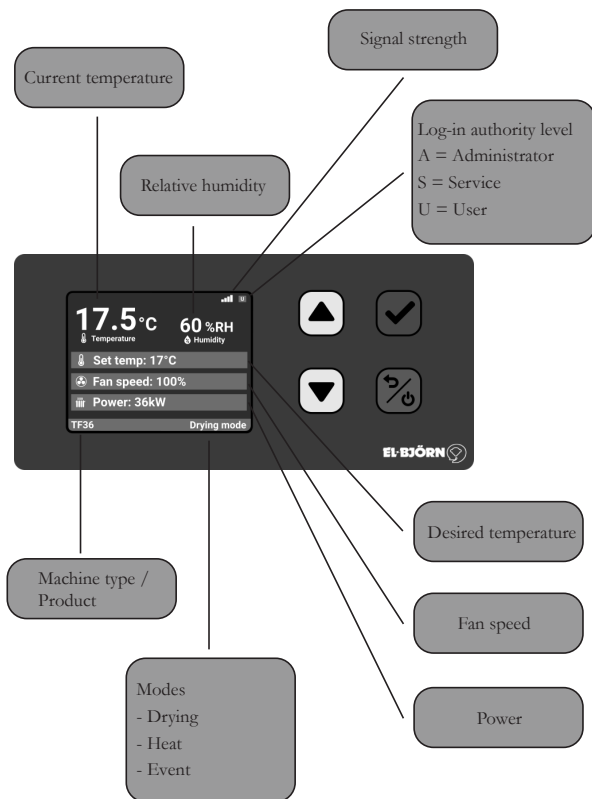 Signal strength
Current temperature
Log-in authority level
A = Administrator
S = Service
U = User
Relative humidity
U
17.5°C
60 %RH
Temperature
Humidity
Set temp: 17°C
Fan speed: 100%
Power: 36kW
TF36
Drying mode
EL·BJÖRN
Desired temperature
Machine type /
Product
Fan speed
Modes
- Drying
- Heat
- Event
Power